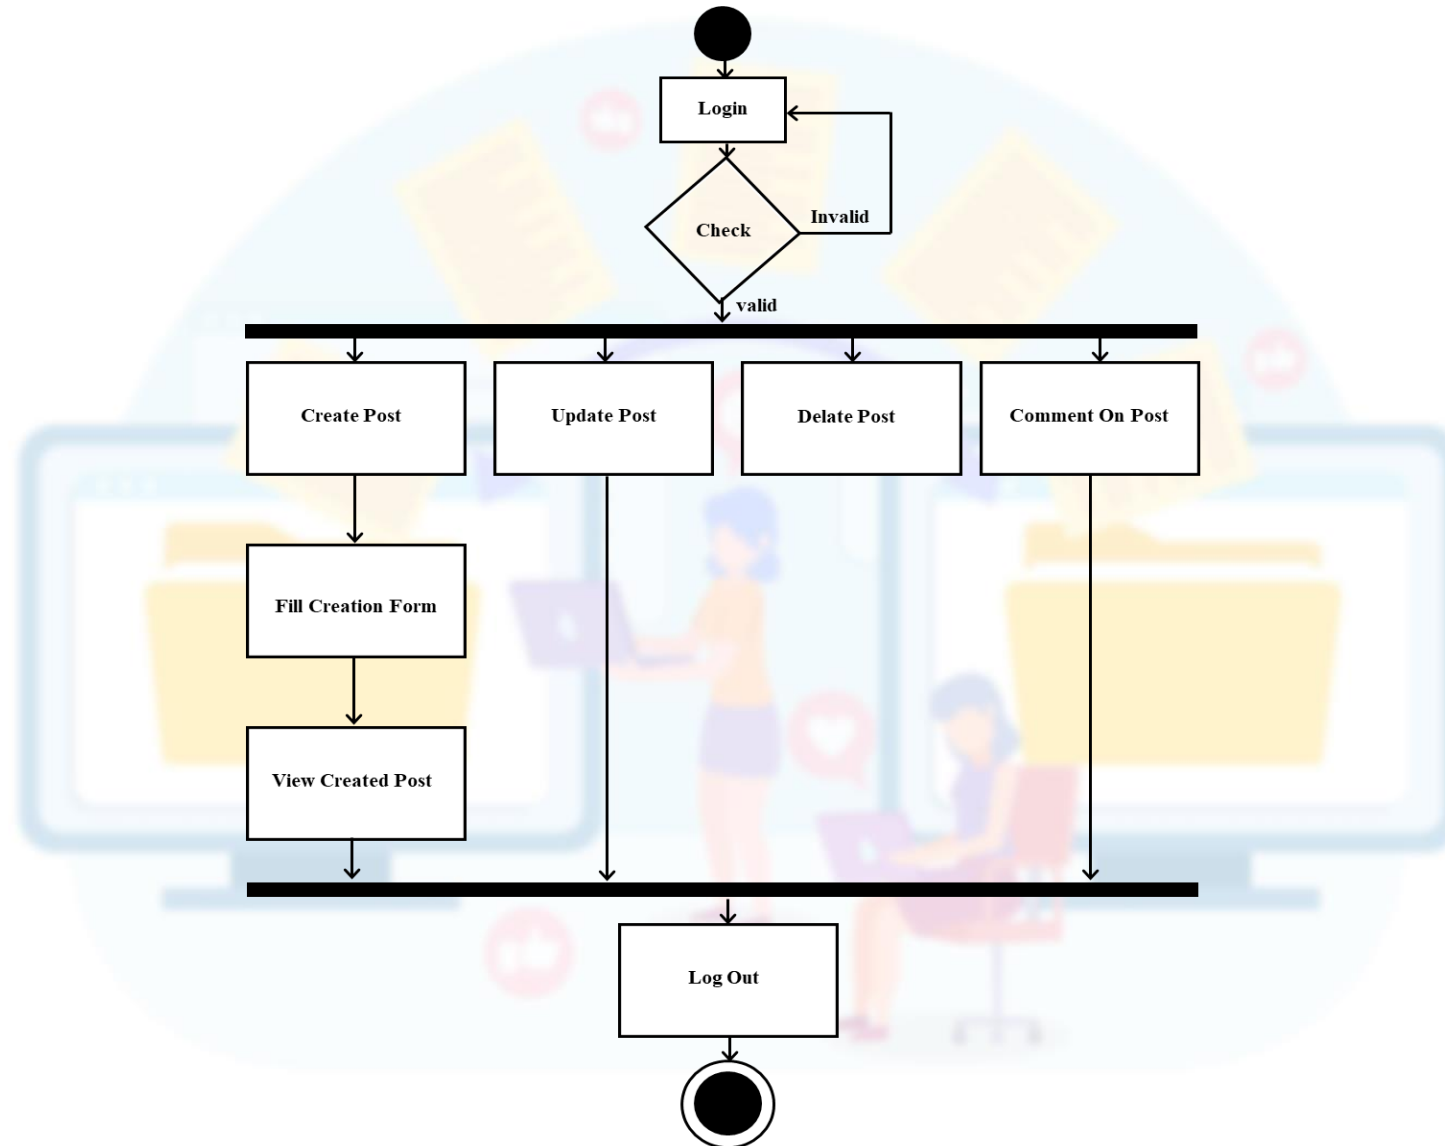 Login
Check
Invalid
valid
Create Post
Update Post
Delate Post
Comment On Post
Fill Creation Form
View Created Post
Log Out